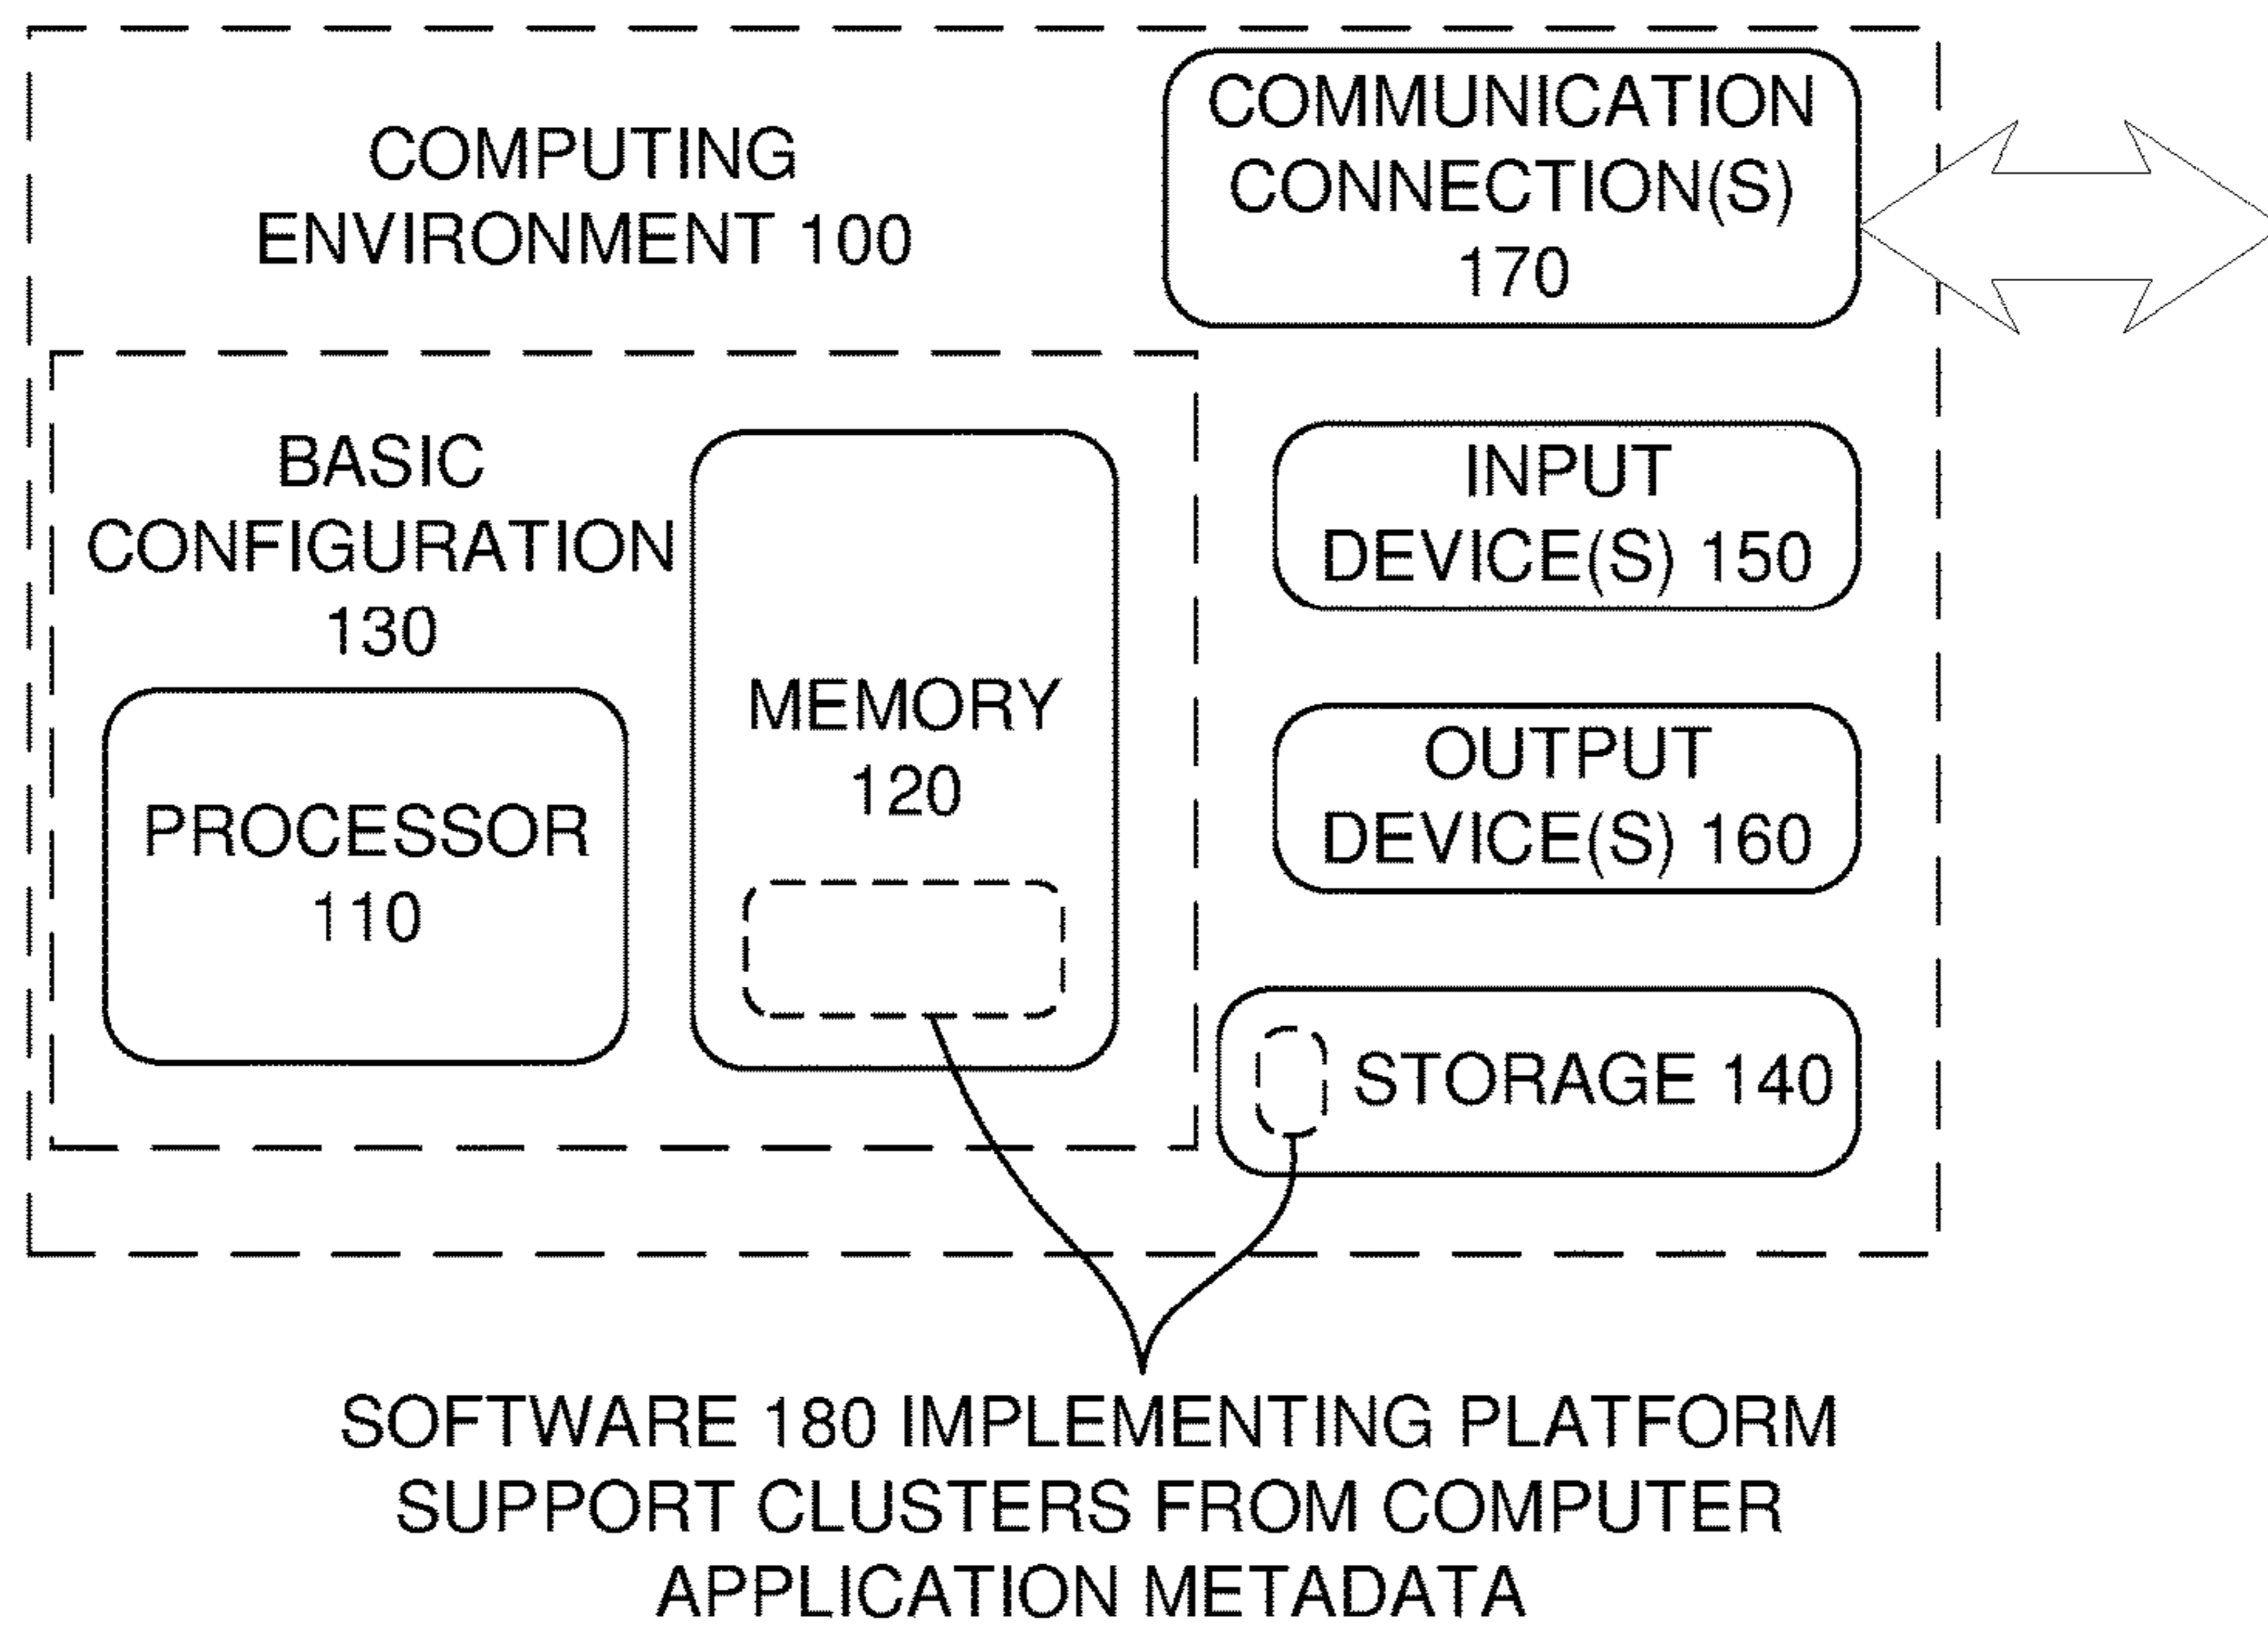 COMPUTING
ENVIRONMENT 100
COMMUNICATION
CONNECTION(S)
170
BASIC
CONFIGURATION
130
PROCESSOR
110
MEMORY
120
INPUT
DEVICE(S) 150
OUTPUT
DEVICE(S) 160
STORAGE 140
SOFTWARE 180 IMPLEMENTING PLATFORM
SUPPORT CLUSTERS FROM COMPUTER
APPLICATION METADATA